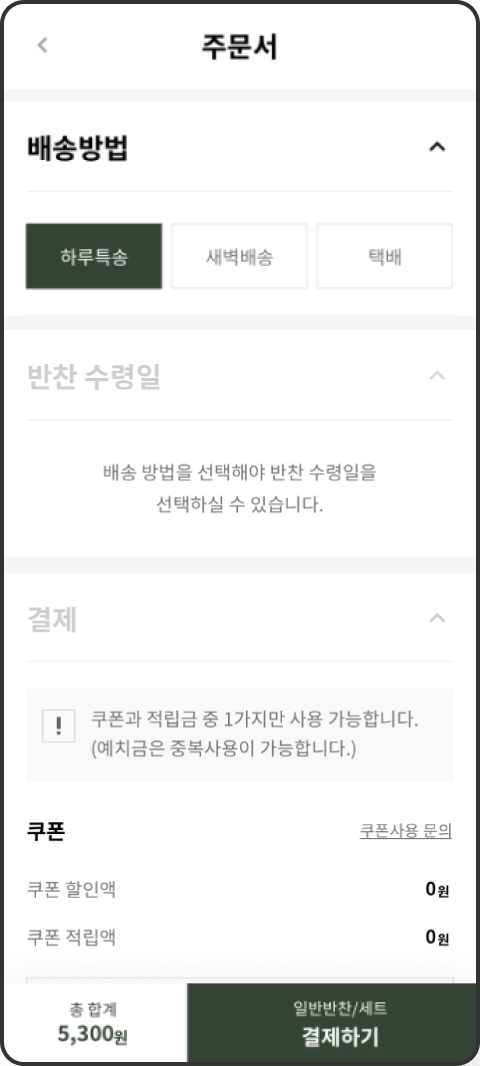 주문서
배송방법
하루특송 새벽배송 택배
반찬 수령일
배송 방법을 선택해야 반찬 수령일을
선택하실 수 있습니다.
결제
쿠폰과 적립금 중 1가지만 사용 가능합니다.
(예치금은 중복사용이 가능합니다.)
쿠폰 쿠폰사용 문의
쿠폰 할인액 0원
쿠폰 적립액 0원
총 합계
5,300원
일반반찬/세트
결제하기